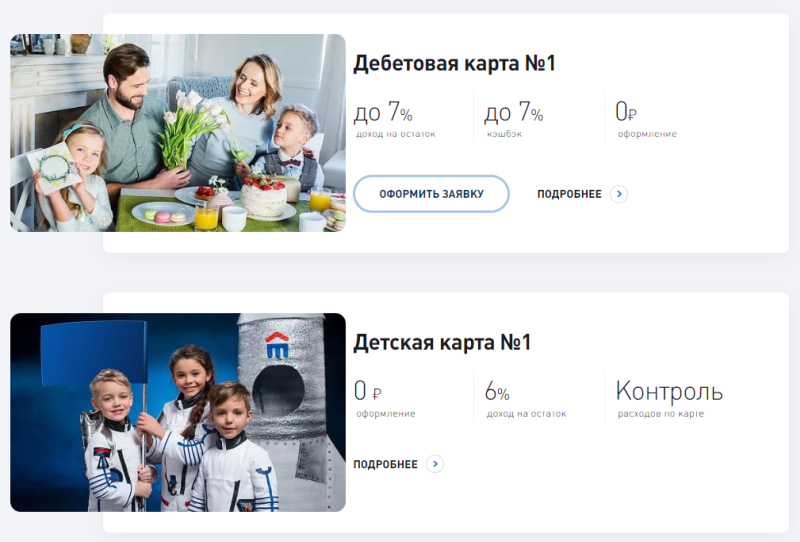 Дебетовая карта №1
до 7% до 7% 0₽
доход на остаток кэшбэк оформление
ОФОРМИТЬ ЗАЯВКУ ПОДРОБНЕЕ
Детская карта №1
0 ₽ 6% Контроль
оформление доход на остаток расходов по карте
ПОДРОБНЕЕ